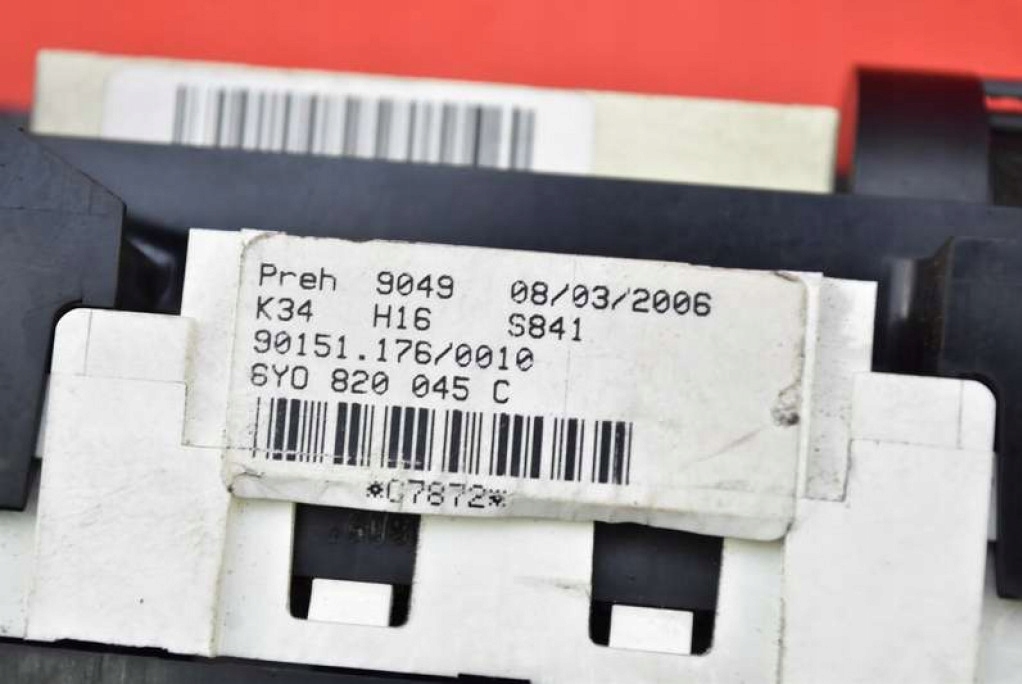 Preh 9049 08/03/2006
K34 H16 S841
90151.176/0010
6Y0 820 045 C
*C7872*